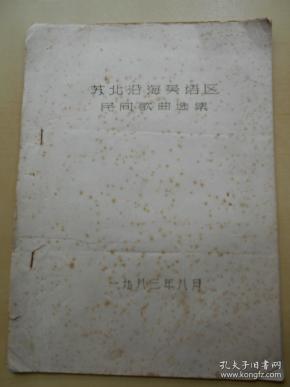 苏北沿海吴语区
民间歌曲选集
一九八三年八月
孔夫子旧书网